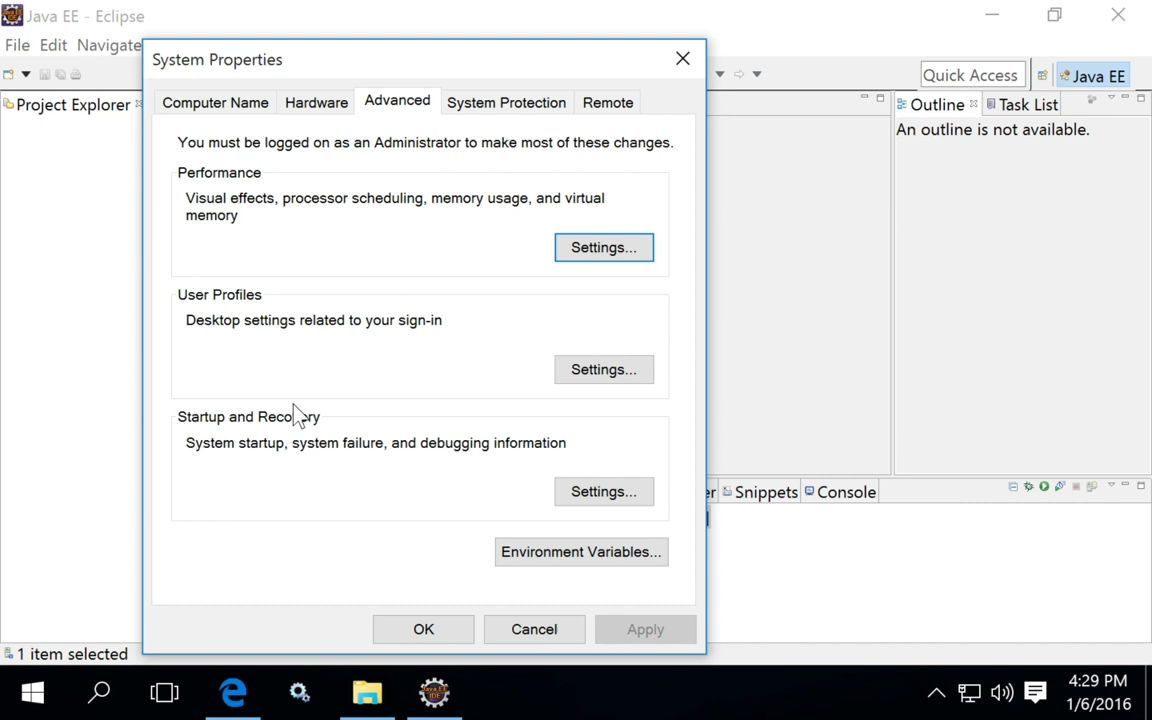 Java EE - Eclipse
File Edit Navigate
System Properties
Quick Access
Java EE
Project Explorer
Computer Name Hardware Advanced System Protection Remote
Outline Task List
An outline is not available.
You must be logged on as an Administrator to make most of these changes.
Performance
Visual effects, processor scheduling, memory usage, and virtual
memory
Settings...
User Profiles
Desktop settings related to your sign-in
Settings...
Startup and Recovery
System startup, system failure, and debugging information
Settings...
er Snippets Console
Environment Variables...
OK Cancel Apply
1 item selected
4:29 PM
1/6/2016